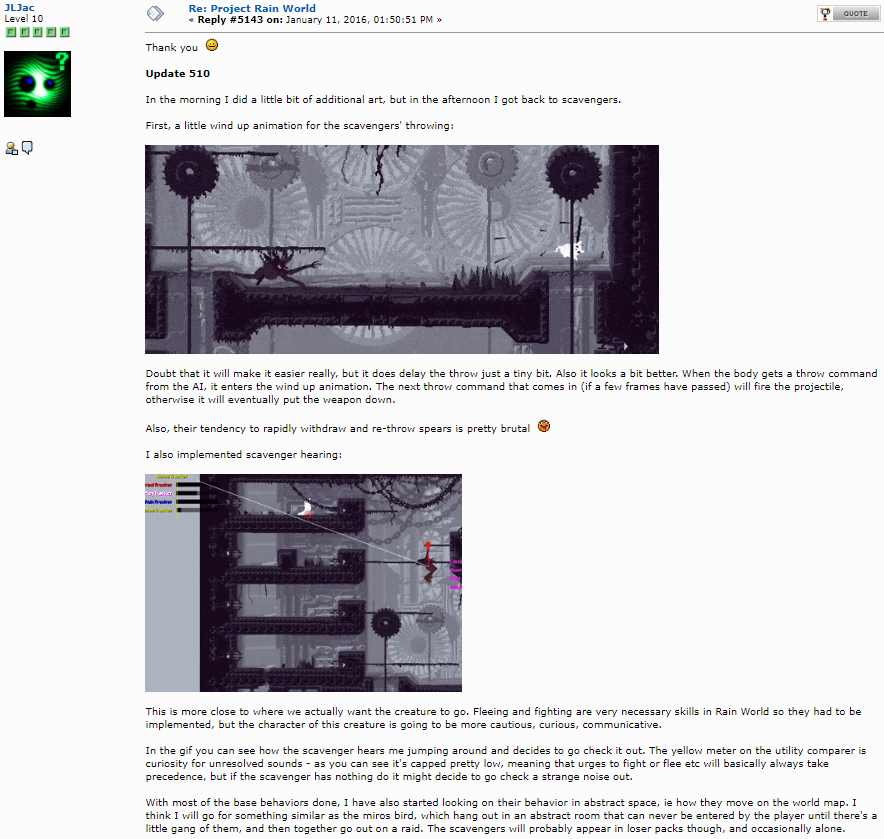 JLJac
Level 10
Re: Project Rain World
« Reply #5143 on: January 11, 2016, 01:50:51 PM »
QUOTE
Thank you
Update 510
In the morning I did a little bit of additional art, but in the afternoon I got back to scavengers.
First, a little wind up animation for the scavengers' throwing:
Doubt that it will make it easier really, but it does delay the throw just a tiny bit. Also it looks a bit better. When the body gets a throw command
from the AI, it enters the wind up animation. The next throw command that comes in (if a few frames have passed) will fire the projectile,
otherwise it will eventually put the weapon down.
Also, their tendency to rapidly withdraw and re-throw spears is pretty brutal
I also implemented scavenger hearing:
This is more close to where we actually want the creature to go. Fleeing and fighting are very necessary skills in Rain World so they had to be
implemented, but the character of this creature is going to be more cautious, curious, communicative.
In the gif you can see how the scavenger hears me jumping around and decides to go check it out. The yellow meter on the utility comparer is
curiosity for unresolved sounds - as you can see it's capped pretty low, meaning that urges to fight or flee etc will basically always take
precedence, but if the scavenger has nothing do it might decide to go check a strange noise out.
With most of the base behaviors done, I have also started looking on their behavior in abstract space, ie how they move on the world map. I
think I will go for something similar as the miros bird, which hang out in an abstract room that can never be entered by the player until there's a
little gang of them, and then together go out on a raid. The scavengers will probably appear in loser packs though, and occasionally alone.